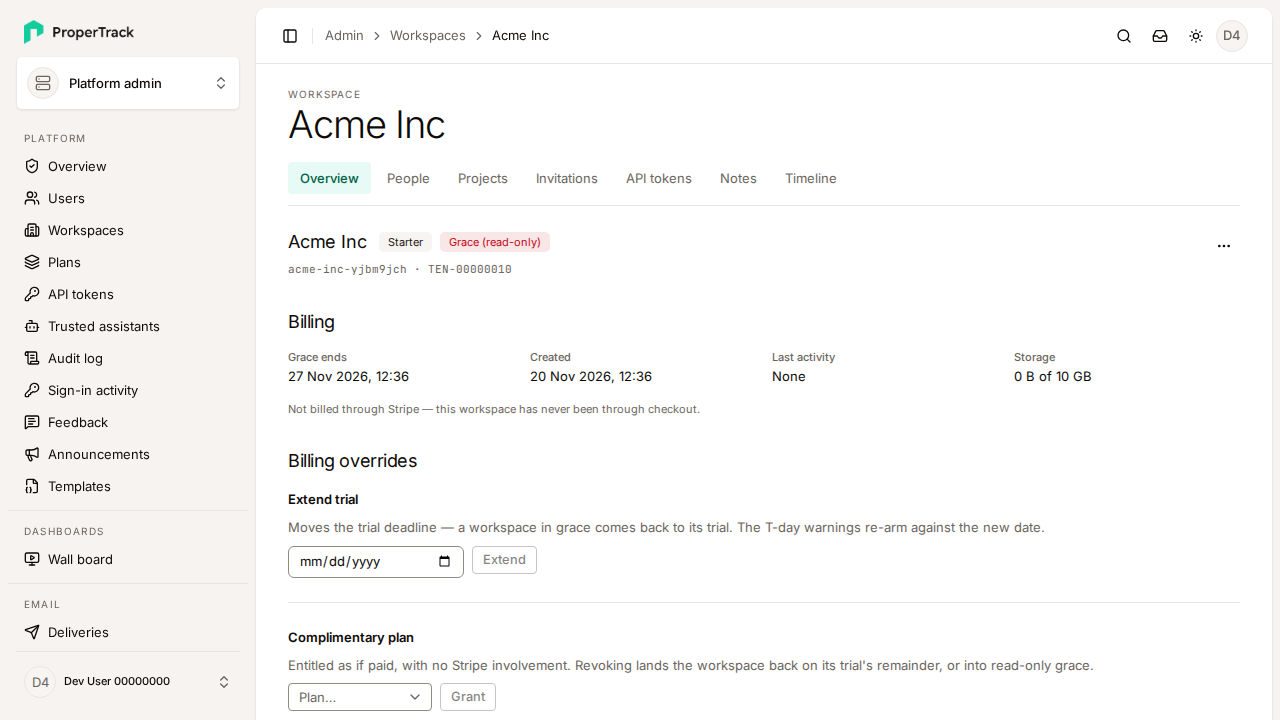 ProperTrack
Platform admin
PLATFORM
Overview
Users
Workspaces
Plans
API tokens
Trusted assistants
Audit log
Sign-in activity
Feedback
Announcements
Templates
DASHBOARDS
Wall board
EMAIL
Deliveries
D4 Dev User 00000000
Admin > Workspaces > Acme Inc
D4
WORKSPACE
Acme Inc
Overview People Projects Invitations API tokens Notes Timeline
Acme Inc Starter Grace (read-only)
acme-inc-yjbm9jch · TEN-00000010
Billing
Grace ends Created Last activity Storage
27 Nov 2026, 12:36 20 Nov 2026, 12:36 None 0 B of 10 GB
Not billed through Stripe — this workspace has never been through checkout.
Billing overrides
Extend trial
Moves the trial deadline — a workspace in grace comes back to its trial. The T-day warnings re-arm against the new date.
mm/dd/yyyy Extend
Complimentary plan
Entitled as if paid, with no Stripe involvement. Revoking lands the workspace back on its trial's remainder, or into read-only grace.
Plan... Grant